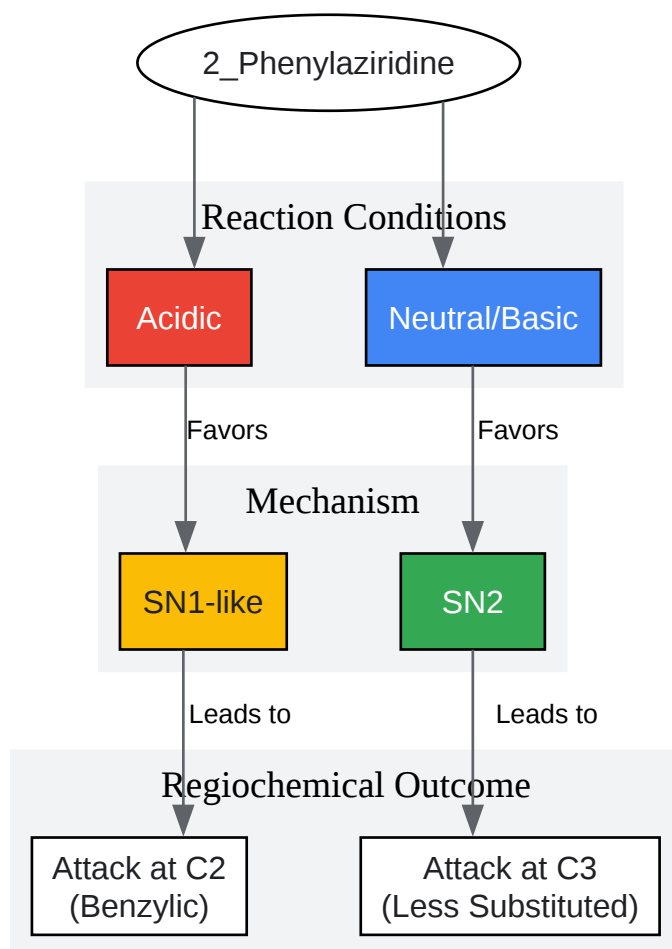 2_Phenylaziridine
Reaction Conditions
Acidic
Neutral/Basic
Favors
Favors
Mechanism
SN1-like
SN2
Leads to
Leads to
Regiochemical Outcome
Attack at C2
(Benzylic)
Attack at C3
(Less Substituted)